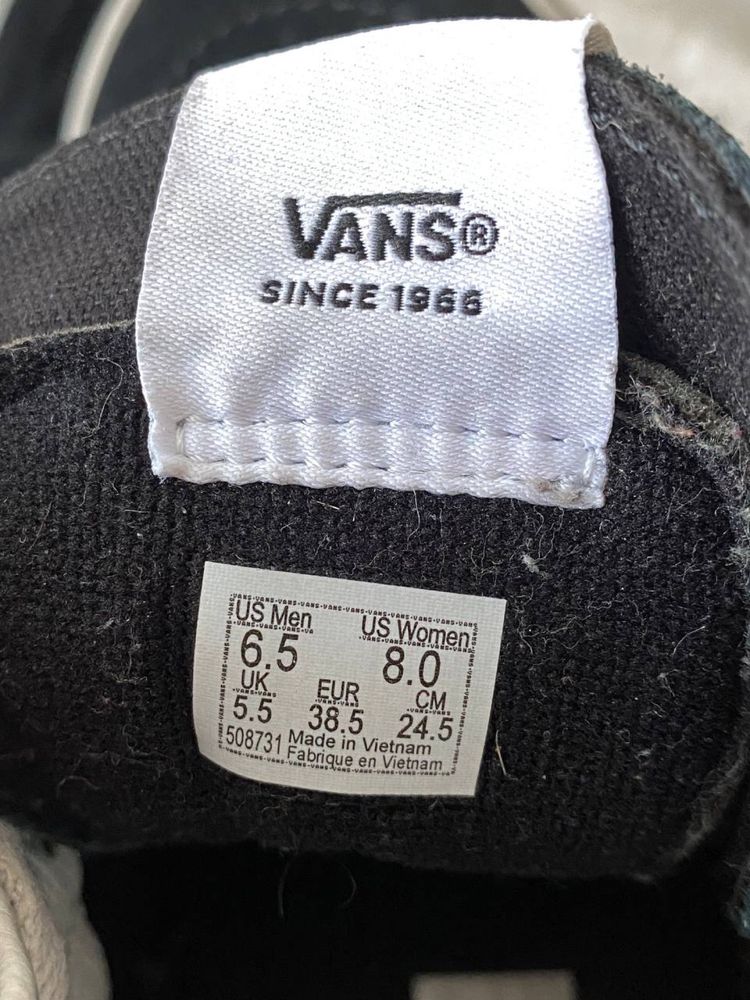 VANS®
SINCE 1966
US Men US Women
6.5 8.0
UK EUR CM
5.5 38.5 24.5
508731 Made in Vietnam
Fabrique en Vietnam